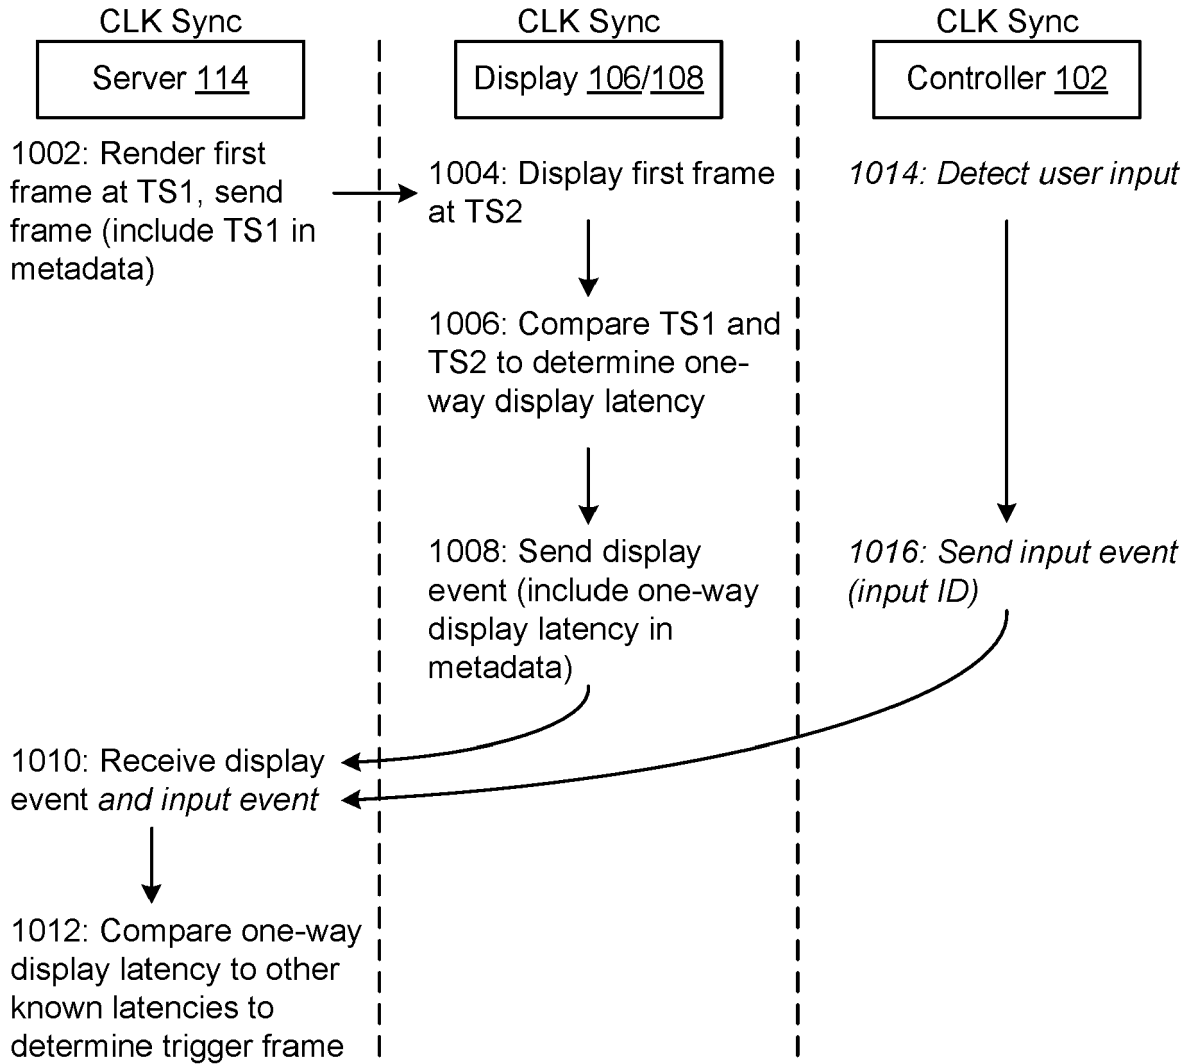 CLK Sync
Server 114
1002: Render first
frame at TS1, send
frame (include TS1 in
metadata)
1010: Receive display
event and input event
1012: Compare one-way
display latency to other
known latencies to
determine trigger frame
CLK Sync
Display 106/108
1004: Display first frame
at TS2
1006: Compare TS1 and
TS2 to determine one-
way display latency
1008: Send display
event (include one-way
display latency in
metadata)
CLK Sync
Controller 102
1014: Detect user input
1016: Send input event
(input ID)